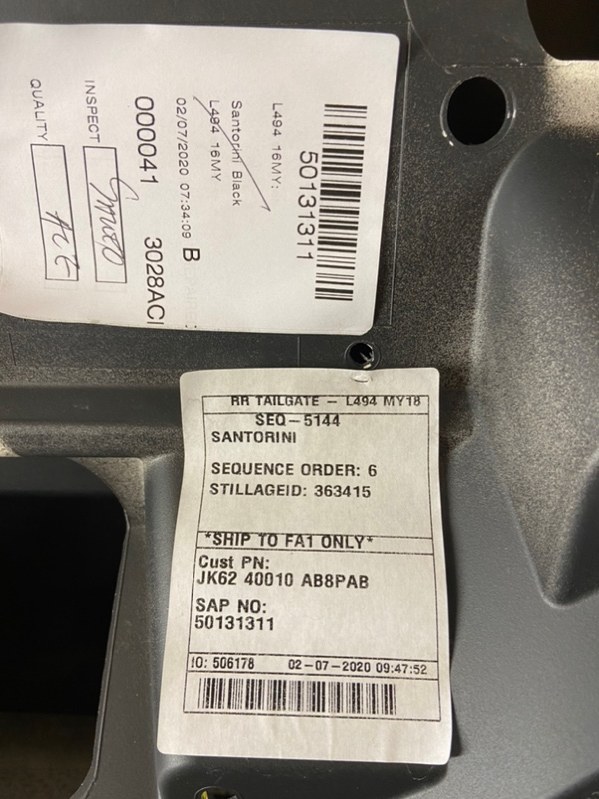 50131311
L494 16MY:
Santorini Black
L494 16MY
02/07/2020 07:34:09 B
000041 3028ACI
INSPECT
QUALITY
RR TAILGATE - L494 MY18
SEQ-5144
SANTORINI
SEQUENCE ORDER: 6
STILLAGEID: 363415
*SHIP TO FA1 ONLY*
Cust PN:
JK62 40010 AB8PAB
SAP NO:
50131311
IO: 506178 02-07-2020 09:47:52